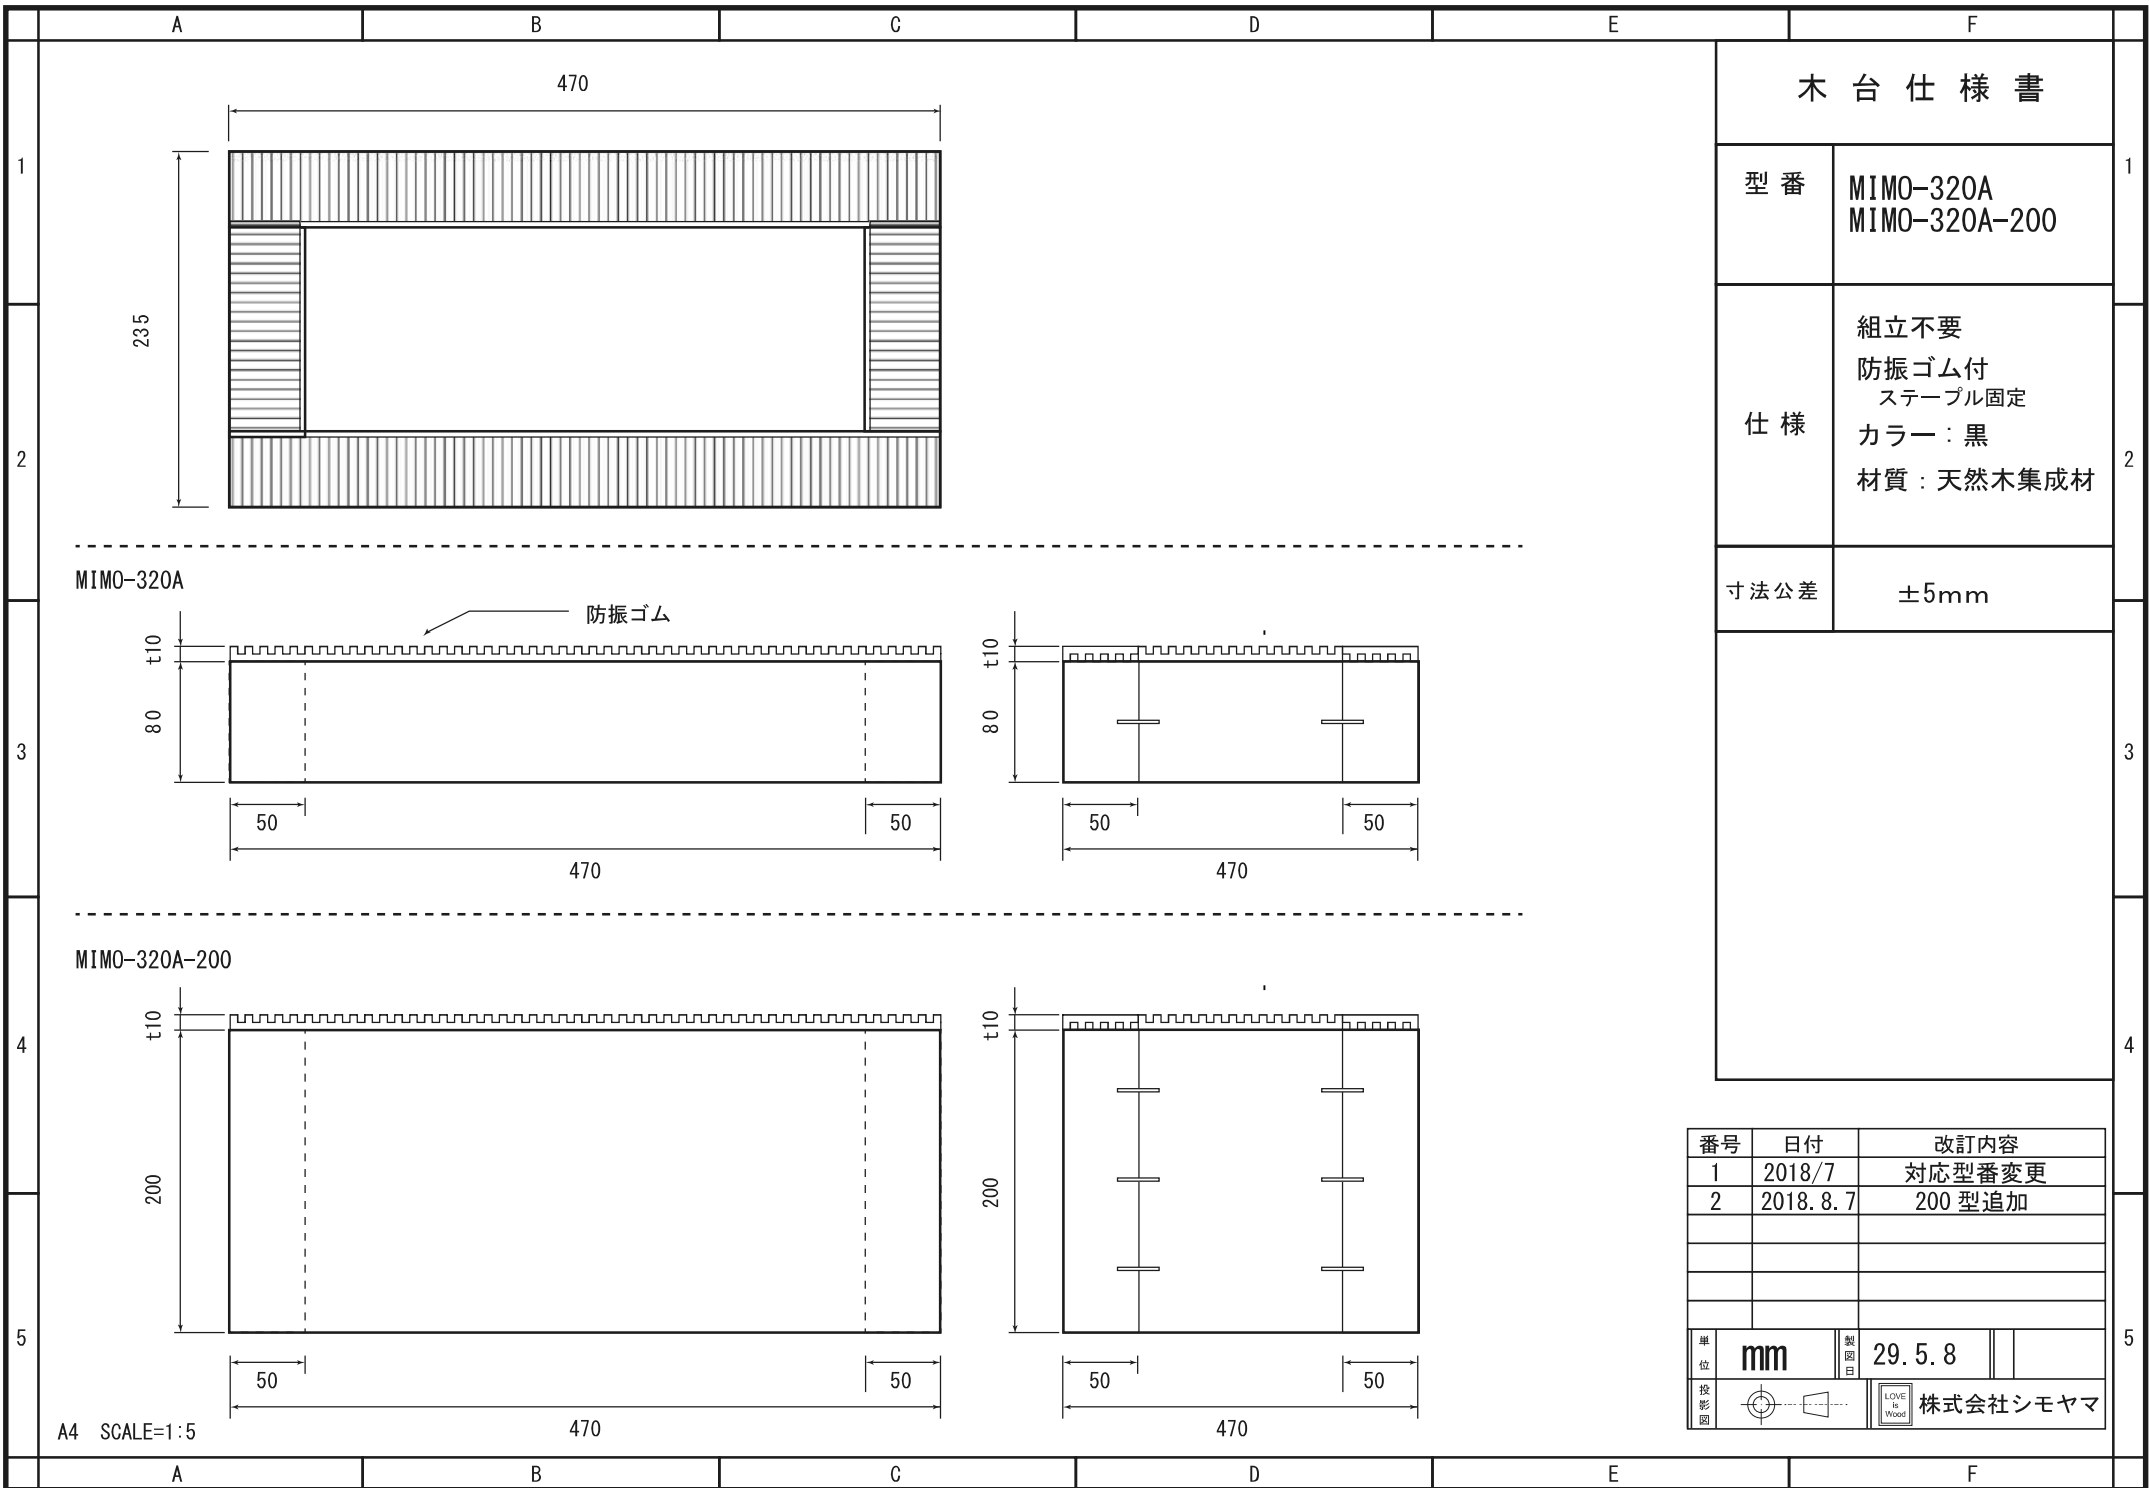 A B C D E F
470
235
木台仕様書
型番
MIMO-320A
MIMO-320A-200
仕様
組立不要
防振ゴム付
ステープル固定
カラー：黒
材質：天然木集成材
寸法公差
±5mm
MIMO-320A
防振ゴム
t10
80
50
50
470
t10
80
50
50
470
MIMO-320A-200
t10
200
50
50
470
t10
200
50
50
470
番号 日付 改訂内容
1 2018/7 対応型番変更
2 2018.8.7 200型追加
単位 mm 製図日 29.5.8
投影図
LOVE
is
Wood
株式会社シモヤマ
A4 SCALE=1:5
1
2
3
4
5
1
2
3
4
5
A B C D E F